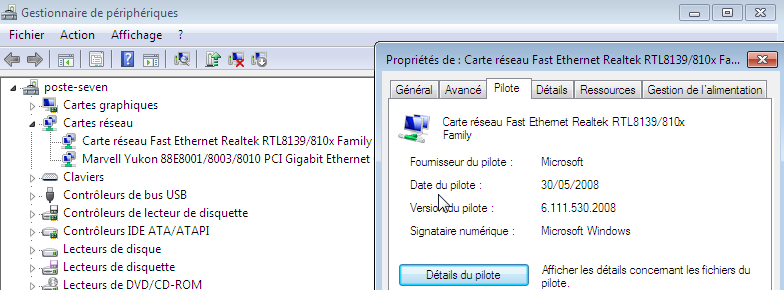 Gestionnaire de périphériques
Fichier Action Affichage ?
poste-seven
Cartes graphiques
Cartes réseau
Carte réseau Fast Ethernet Realtek RTL8139/810x Family
Marvell Yukon 88E8001/8003/8010 PCI Gigabit Ethernet
Claviers
Contrôleurs de bus USB
Contrôleurs de lecteur de disquette
Contrôleurs IDE ATA/ATAPI
Lecteurs de disque
Lecteurs de disquette
Lecteurs de DVD/CD-ROM
Propriétés de : Carte réseau Fast Ethernet Realtek RTL8139/810x Fa...
Général Avancé Pilote Détails Ressources Gestion de l'alimentation
Carte réseau Fast Ethernet Realtek RTL8139/810x
Family
Fournisseur du pilote : Microsoft
Date du pilote : 30/05/2008
Version du pilote : 6.111.530.2008
Signataire numérique : Microsoft Windows
Détails du pilote
Afficher les détails concernant les fichiers du
pilote.